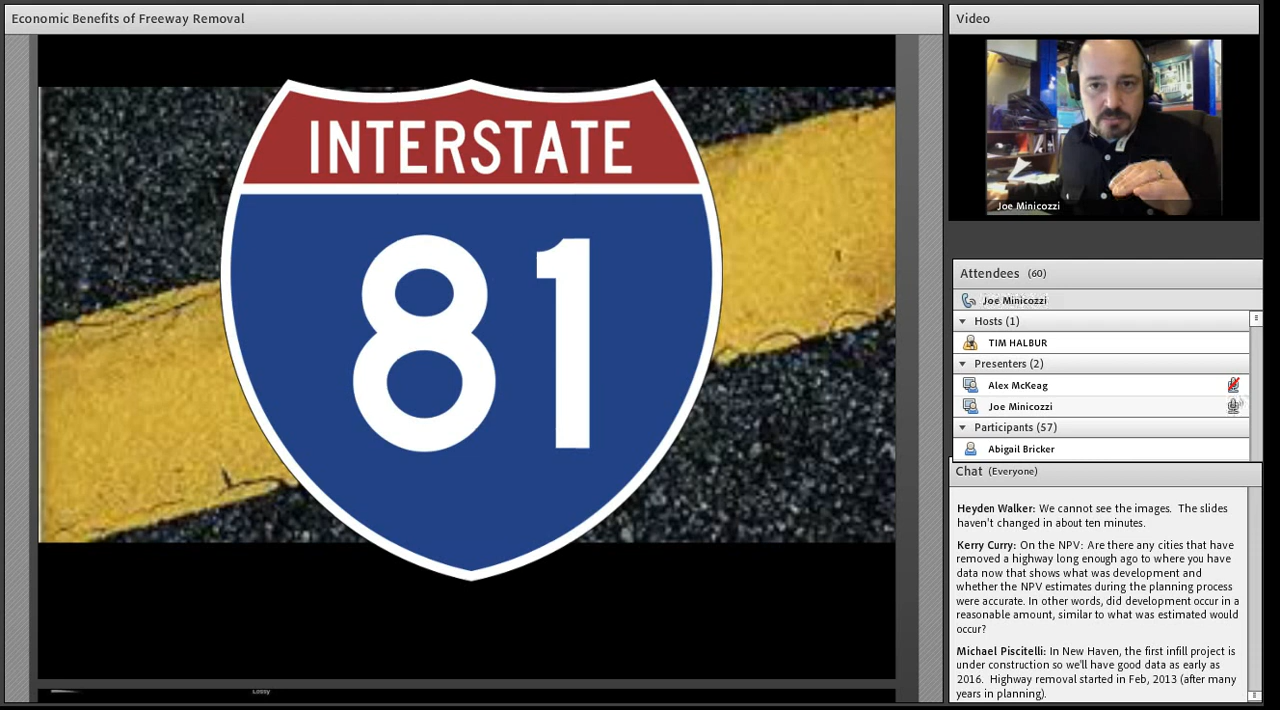 Economic Benefits of Freeway Removal
INTERSTATE
81
Video
Joe Minicozzi
Attendees (60)
Joe Minicozzi
Hosts (1)
TIM HALBUR
Presenters (2)
Alex McKeag
Joe Minicozzi
Participants (57)
Abigail Bricker
Chat (Everyone)
Heyden Walker: We cannot see the images. The slides
haven't changed in about ten minutes.
Kerry Curry: On the NPV: Are there any cities that have
removed a highway long enough ago to where you have
data now that shows what was development and
whether the NPV estimates during the planning process
were accurate. In other words, did development occur in a
reasonable amount, similar to what was estimated would
occur?
Michael Piscitelli: In New Haven, the first infill project is
under construction so we'll have good data as early as
2016. Highway removal started in Feb, 2013 (after many
years in planning).